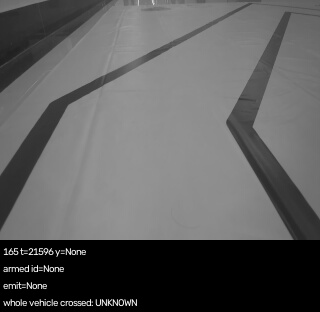 165 t=21596 y=None
armed id=None
emit=None
whole vehicle crossed: UNKNOWN